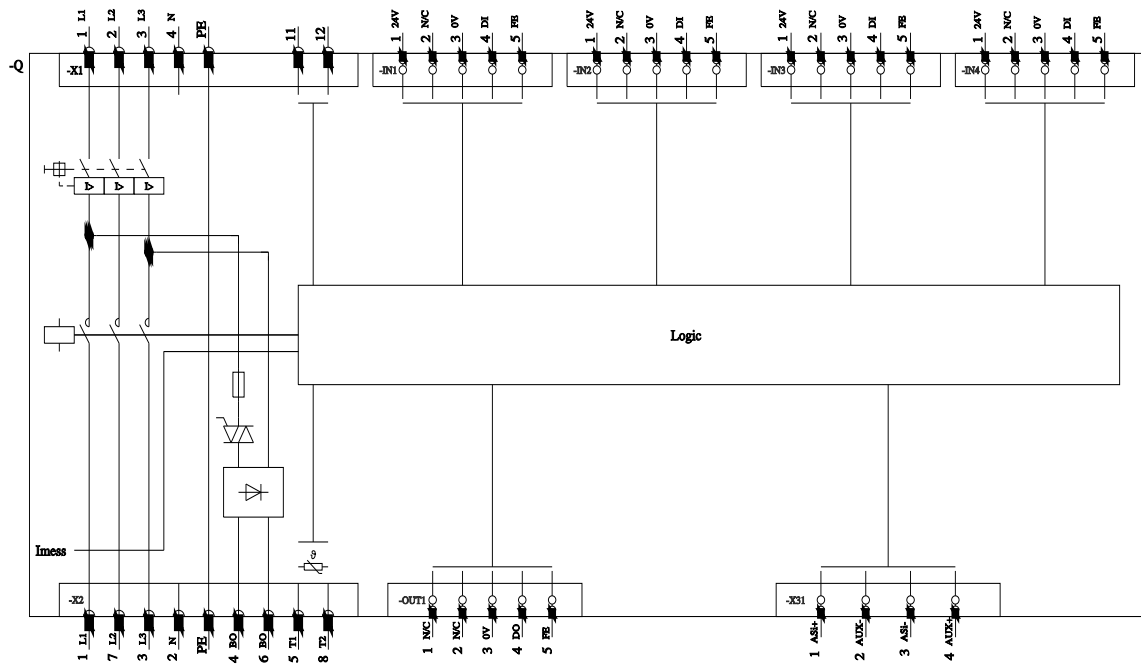 1 L1
2 L2
3 L3
4 N
PE
11
12
1 24V
2 N/C
3 0V
4 DI
5 FE
1 24V
2 N/C
3 0V
4 DI
5 FE
1 24V
2 N/C
3 0V
4 DI
5 FE
1 24V
2 N/C
3 0V
4 DI
5 FE
-Q
-X1
-IN1
-IN2
-IN3
-IN4
Logic
Imess
ϑ
-X2
-OUT1
-X31
1 L1
7 L2
3 L3
2 N
PE
4 BO
6 BO
5 T1
8 T2
1 N/C
2 N/C
3 0V
4 DO
5 FE
1 ASi+
2 AUX-
3 ASi-
4 AUX+